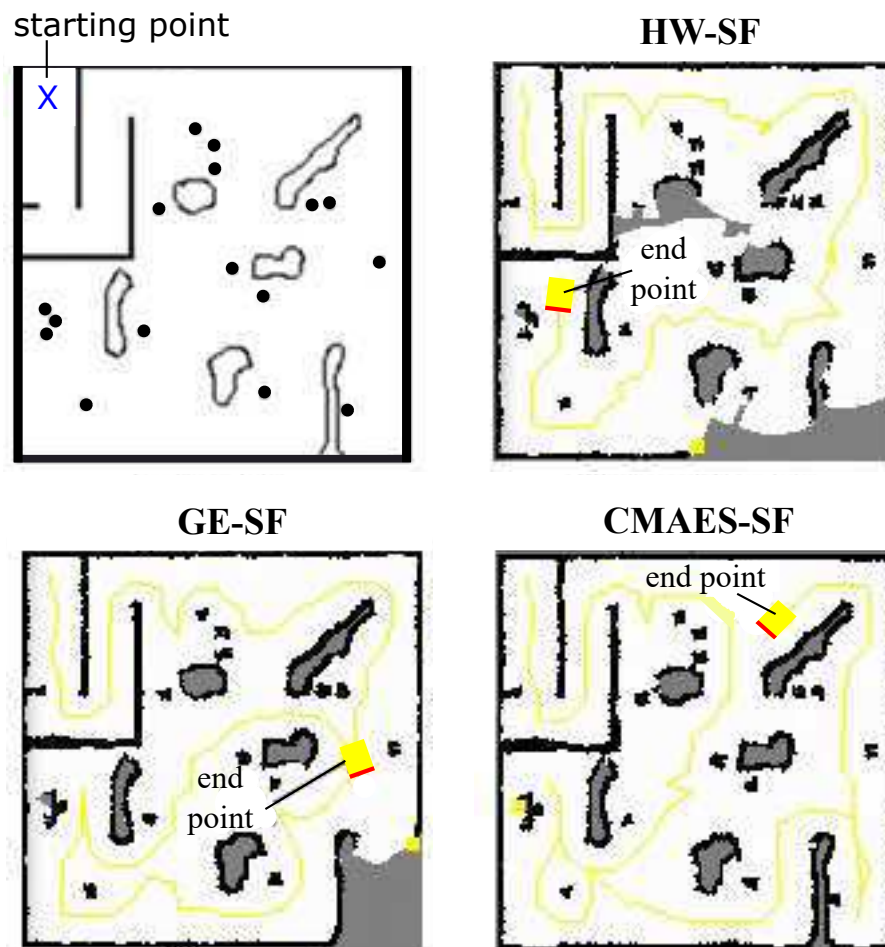 starting point
X
HW-SF
end
point
GE-SF
CMAES-SF
end point
end
point